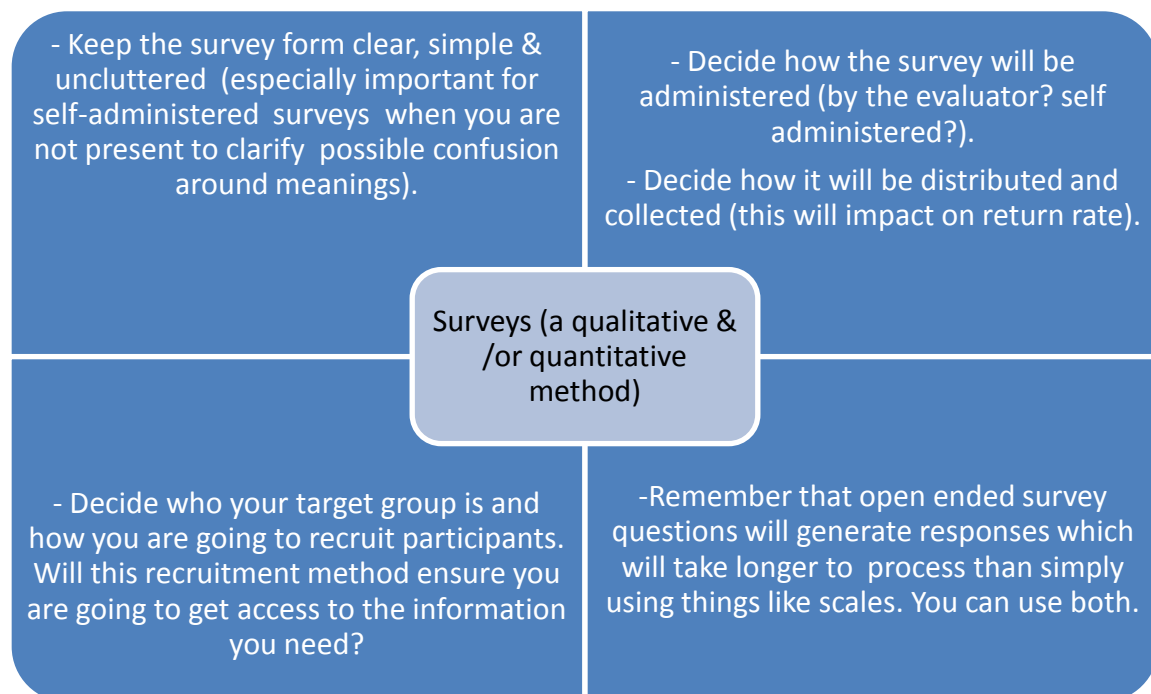 - Keep the survey form clear, simple &
uncluttered (especially important for
self-administered surveys when you are
not present to clarify possible confusion
around meanings).
- Decide how the survey will be
administered (by the evaluator? self
administered?).
- Decide how it will be distributed and
collected (this will impact on return rate).
Surveys (a qualitative &
/or quantitative
method)
- Decide who your target group is and
how you are going to recruit participants.
Will this recruitment method ensure you
are going to get access to the information
you need?
-Remember that open ended survey
questions will generate responses which
will take longer to process than simply
using things like scales. You can use both.